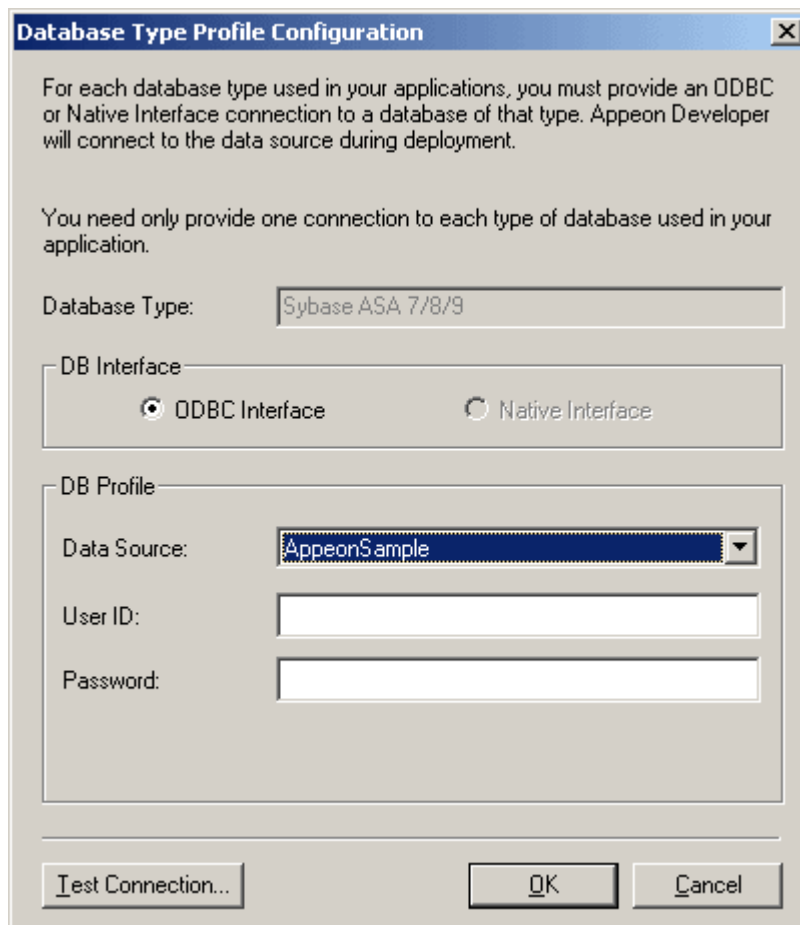 Database Type Profile Configuration
For each database type used in your applications, you must provide an ODBC
or Native Interface connection to a database of that type. Appeon Developer
will connect to the data source during deployment.
You need only provide one connection to each type of database used in your
application.
Database Type: Sybase ASA 7/8/9
DB Interface
ODBC Interface Native Interface
DB Profile
Data Source: AppeonSample
User ID:
Password:
Test Connection... OK Cancel